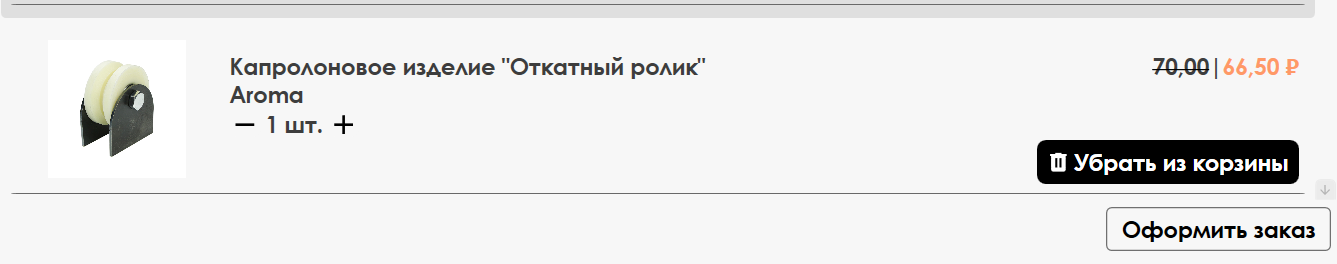 Капролоновое изделие "Откатный ролик"
70,00|66,50 ₽
Aroma
— 1 шт. +
Убрать из корзины
Оформить заказ